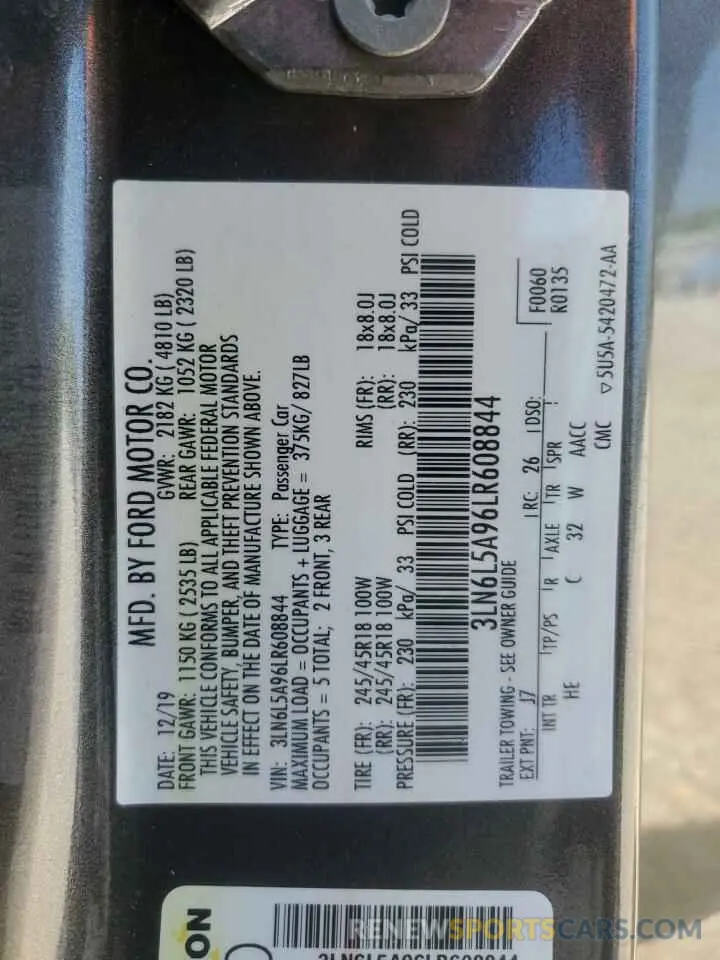 MFD. BY FORD MOTOR CO.
DATE: 12/19 GVWR: 2182 KG ( 4810 LB)
FRONT GAWR: 1150 KG ( 2535 LB) REAR GAWR: 1052 KG ( 2320 LB)
THIS VEHICLE CONFORMS TO ALL APPLICABLE FEDERAL MOTOR
VEHICLE SAFETY, BUMPER, AND THEFT PREVENTION STANDARDS
IN EFFECT ON THE DATE OF MANUFACTURE SHOWN ABOVE.
VIN: 3LN6L5A96LR608844 TYPE: Passenger Car
MAXIMUM LOAD = OCCUPANTS + LUGGAGE = 375KG/ 827LB
OCCUPANTS = 5 TOTAL; 2 FRONT, 3 REAR
TIRE (FR): 245/45R18 100W RIMS (FR): 18x8.0J
(RR): 245/45R18 100W (RR): 18x8.0J
PRESSURE (FR): 230 kPa/ 33 PSI COLD (RR): 230 kPa/ 33 PSI COLD
3LN6L5A96LR608844
TRAILER TOWING - SEE OWNER GUIDE
F0060
EXT PNT: J7 RC: 26 DSO: R0135
INT TR TP/PS R AXLE TR SPR
HE C 32 W AACC
CMC ▽ 5U5A-5420472-AA
ON
3LN6L5A96LR608844
RENEWSPORTSCARS.COM